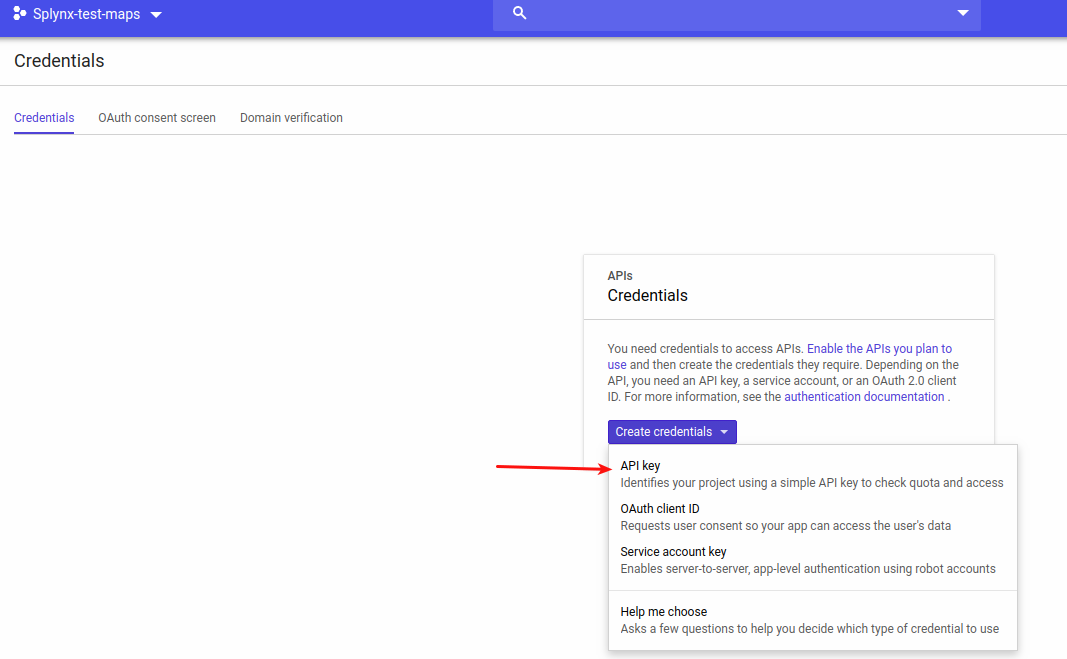 Splynx-test-maps
Credentials
Credentials
OAuth consent screen
Domain verification
APIs
Credentials
You need credentials to access APIs. Enable the APIs you plan to
use and then create the credentials they require. Depending on the
API, you need an API key, a service account, or an OAuth 2.0 client
ID. For more information, see the authentication documentation .
Create credentials
API key
Identifies your project using a simple API key to check quota and access
OAuth client ID
Requests user consent so your app can access the user's data
Service account key
Enables server-to-server, app-level authentication using robot accounts
Help me choose
Asks a few questions to help you decide which type of credential to use